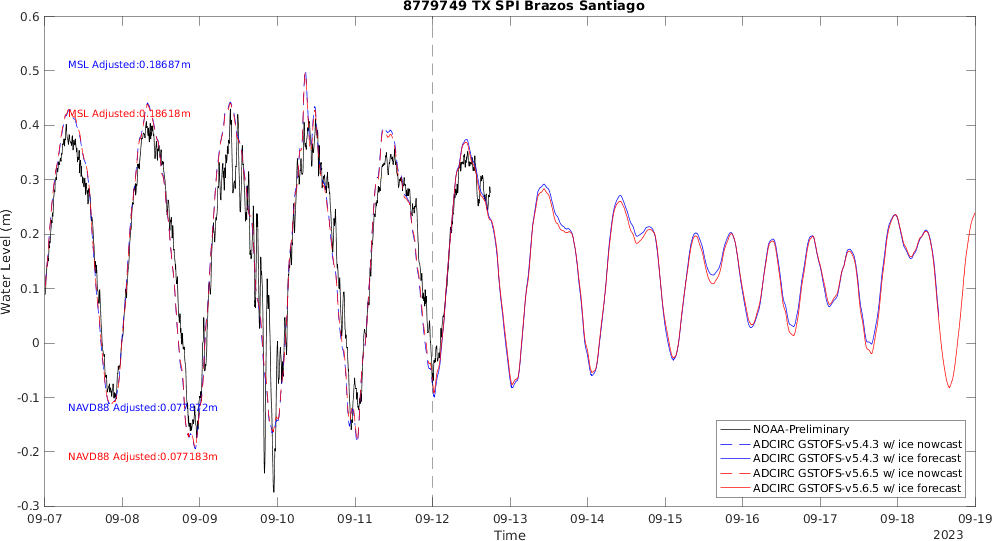 8779749 TX SPI Brazos Santiago
0.6
0.5
0.4
0.3
0.2
0.1
0
-0.1
-0.2
-0.3
Water Level (m)
MSL Adjusted:0.18687m
MSL Adjusted:0.18618m
NAVD88 Adjusted:0.077872m
NAVD88 Adjusted:0.077183m
NOAA-Preliminary
ADCIRC GSTOFS-v5.4.3 w/ ice nowcast
ADCIRC GSTOFS-v5.4.3 w/ ice forecast
ADCIRC GSTOFS-v5.6.5 w/ ice nowcast
ADCIRC GSTOFS-v5.6.5 w/ ice forecast
09-07 09-08 09-09 09-10 09-11 09-12 09-13 09-14 09-15 09-16 09-17 09-18 09-19
Time
2023